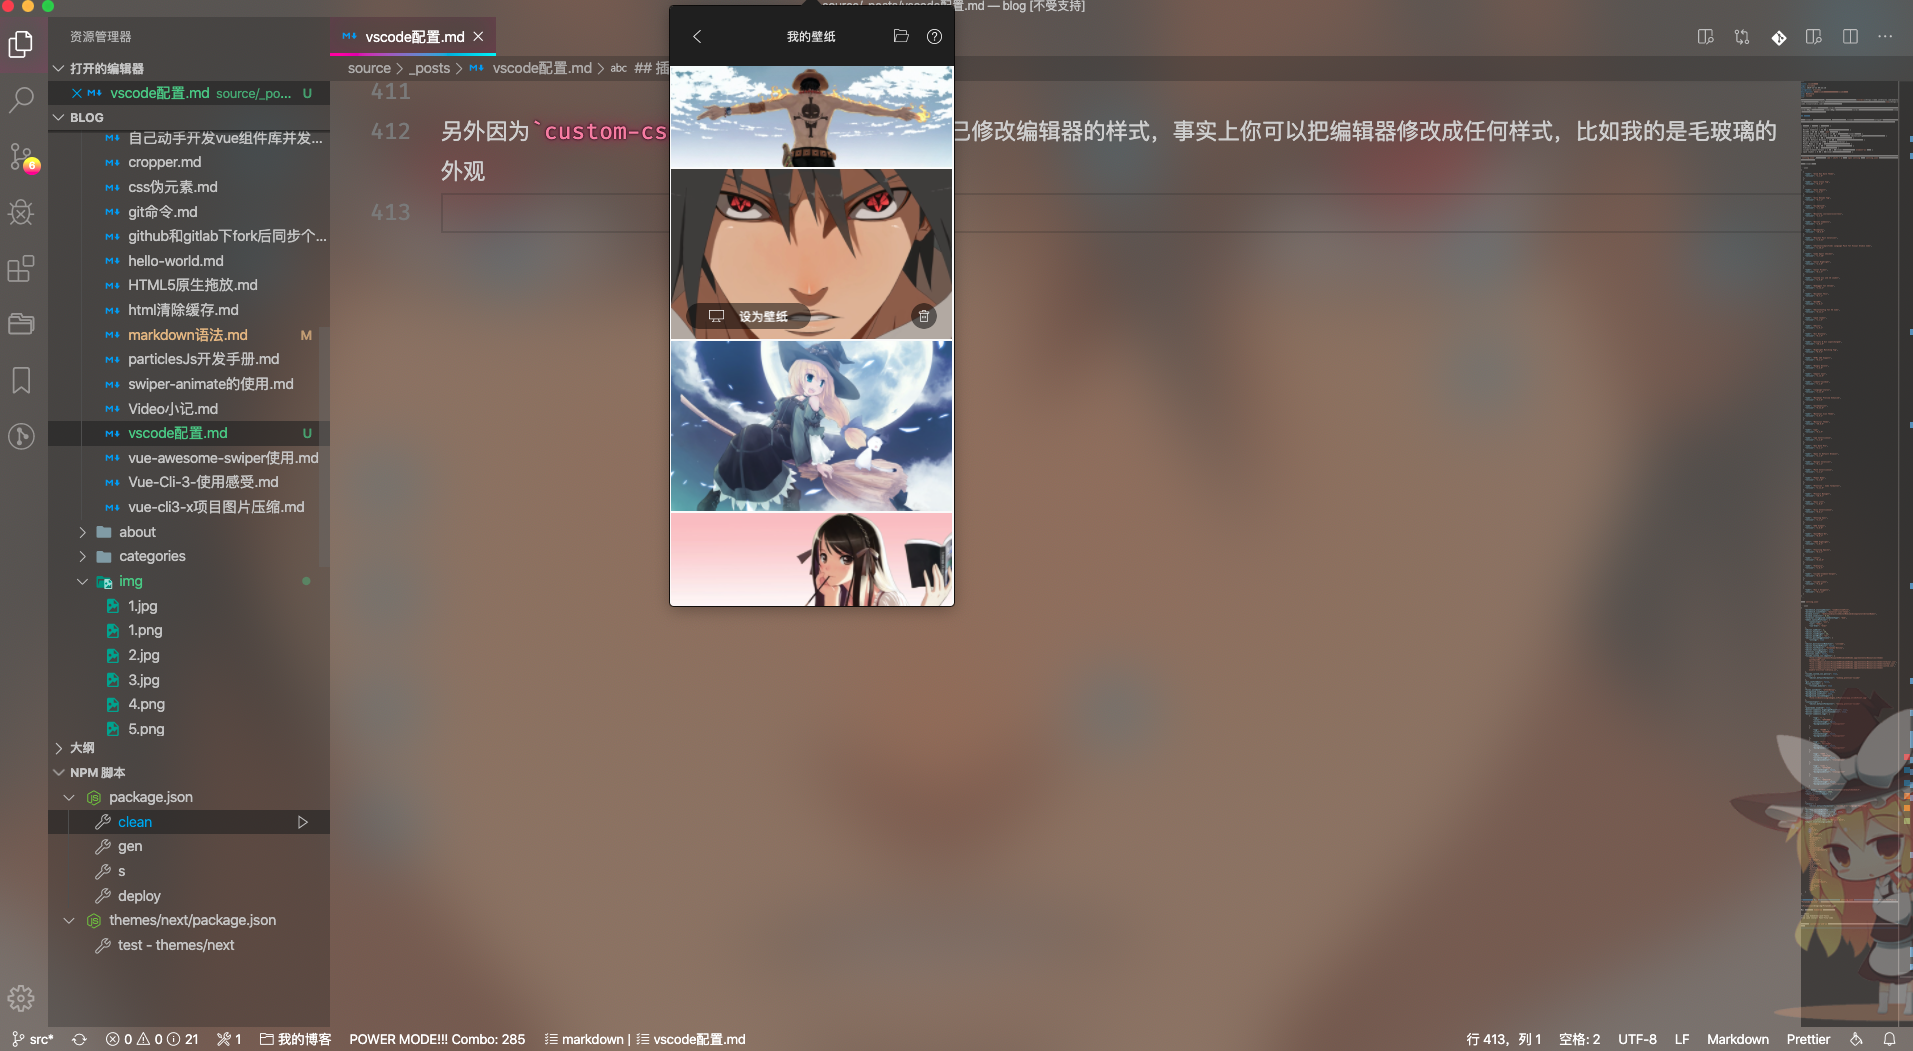 source/_posts/vscode配置.md — blog [不受支持]
资源管理器
打开的编辑器
vscode配置.md source/_po... U
BLOG
自己动手开发vue组件库并发...
cropper.md
css伪元素.md
git命令.md
github和gitlab下fork后同步个...
hello-world.md
HTML5原生拖放.md
html清除缓存.md
markdown语法.md M
particlesJs开发手册.md
swiper-animate的使用.md
Video小记.md
vscode配置.md U
vue-awesome-swiper使用.md
Vue-Cli-3-使用感受.md
vue-cli3-x项目图片压缩.md
about
categories
img
1.jpg
1.png
2.jpg
3.jpg
4.png
5.png
大纲
NPM 脚本
package.json
clean
gen
s
deploy
themes/next/package.json
test - themes/next
6
vscode配置.md
source > _posts > vscode配置.md > abc ## 插
411
412 另外因为`custom-cs 己修改编辑器的样式，事实上你可以把编辑器修改成任何样式，比如我的是毛玻璃的
外观
413
我的壁纸
设为壁纸
src* 0 0 21 1 我的博客 POWER MODE!!! Combo: 285 markdown | vscode配置.md
行 413，列 1 空格: 2 UTF-8 LF Markdown Prettier